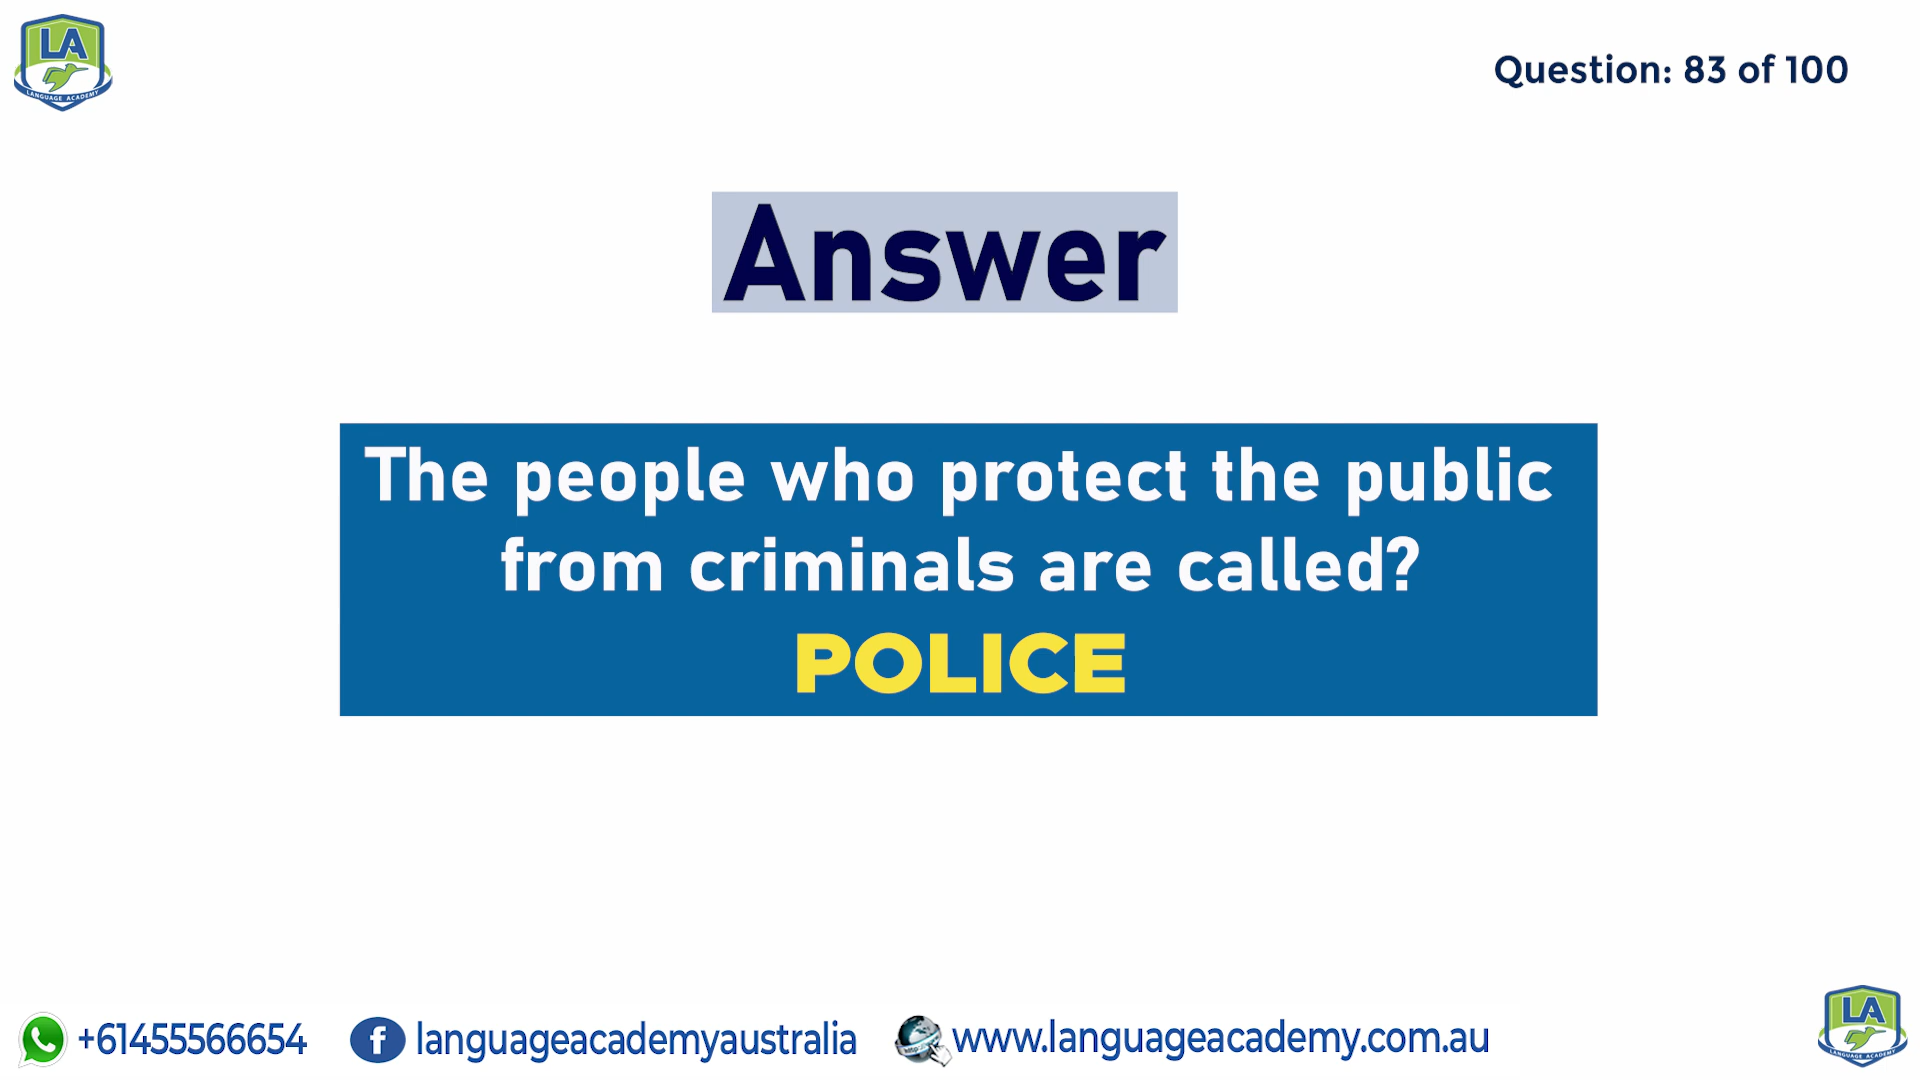 LA
LANGUAGE ACADEMY
Question: 83 of 100
Answer
The people who protect the public
from criminals are called?
POLICE
+61455566654
f
languageacademyaustralia
http
www.languageacademy.com.au
LA
LANGUAGE ACADEMY